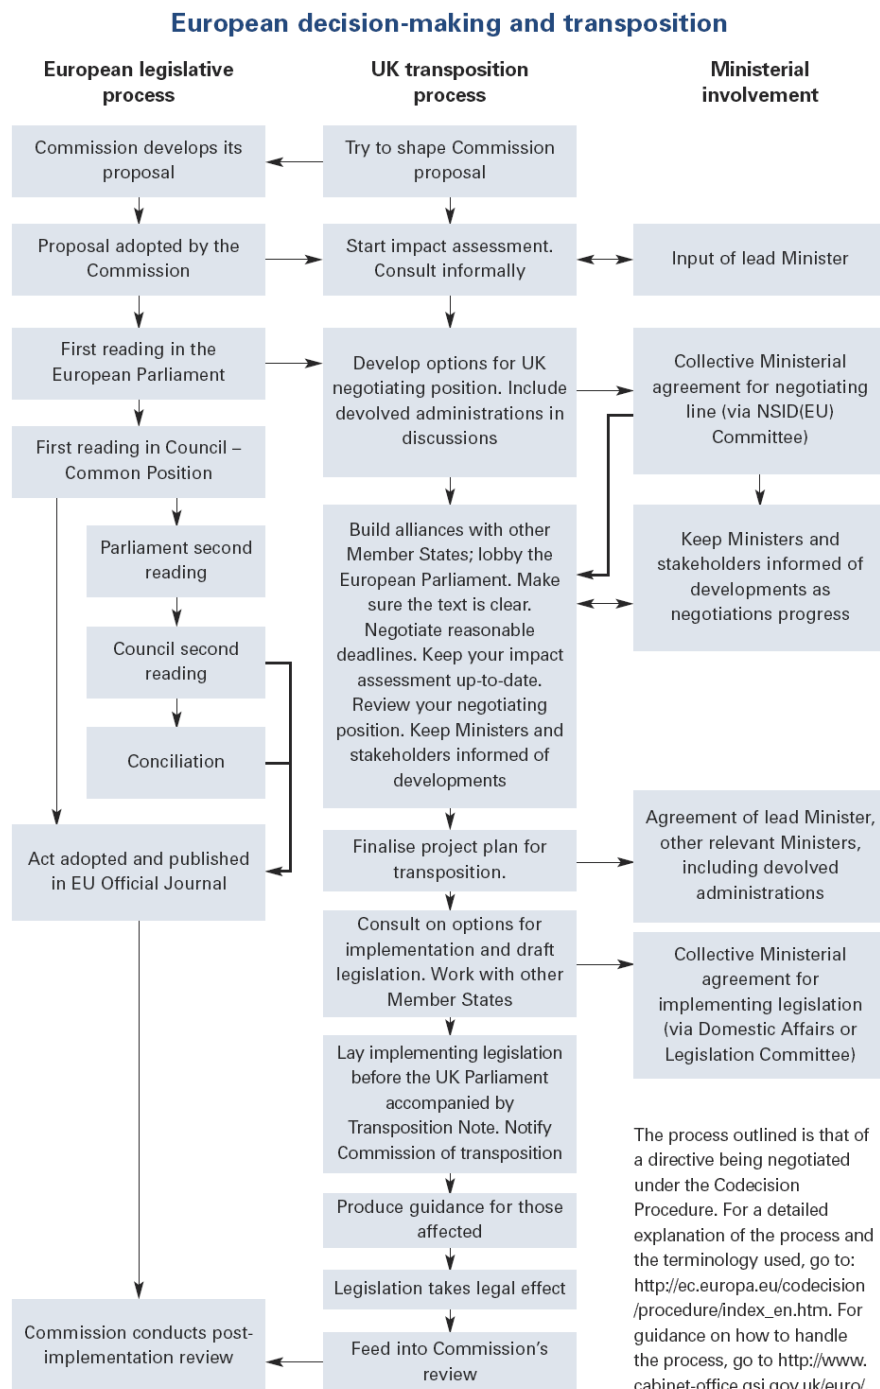 European decision-making and transposition
European legislative
process
UK transposition
process
Ministerial
involvement
Commission develops its
proposal
Try to shape Commission
proposal
Proposal adopted by the
Commission
Start impact assessment.
Consult informally
Input of lead Minister
First reading in the
European Parliament
Develop options for UK
negotiating position. Include
devolved administrations in
discussions
Collective Ministerial
agreement for negotiating
line (via NSID(EU)
Committee)
First reading in Council –
Common Position
Parliament second
reading
Council second
reading
Conciliation
Build alliances with other
Member States; lobby the
European Parliament. Make
sure the text is clear.
Negotiate reasonable
deadlines. Keep your impact
assessment up-to-date.
Review your negotiating
position. Keep Ministers and
stakeholders informed of
developments
Keep Ministers and
stakeholders informed of
developments as
negotiations progress
Act adopted and published
in EU Official Journal
Finalise project plan for
transposition.
Agreement of lead Minister,
other relevant Ministers,
including devolved
administrations
Consult on options for
implementation and draft
legislation. Work with other
Member States
Collective Ministerial
agreement for
implementing legislation
(via Domestic Affairs or
Legislation Committee)
Lay implementing legislation
before the UK Parliament
accompanied by
Transposition Note. Notify
Commission of transposition
Produce guidance for those
affected
Legislation takes legal effect
Commission conducts post-
implementation review
Feed into Commission's
review
The process outlined is that of
a directive being negotiated
under the Codecision
Procedure. For a detailed
explanation of the process and
the terminology used, go to:
http://ec.europa.eu/codecision
/procedure/index_en.htm. For
guidance on how to handle
the process, go to http://www.
cabinet-office.gsi.gov.uk/euro/